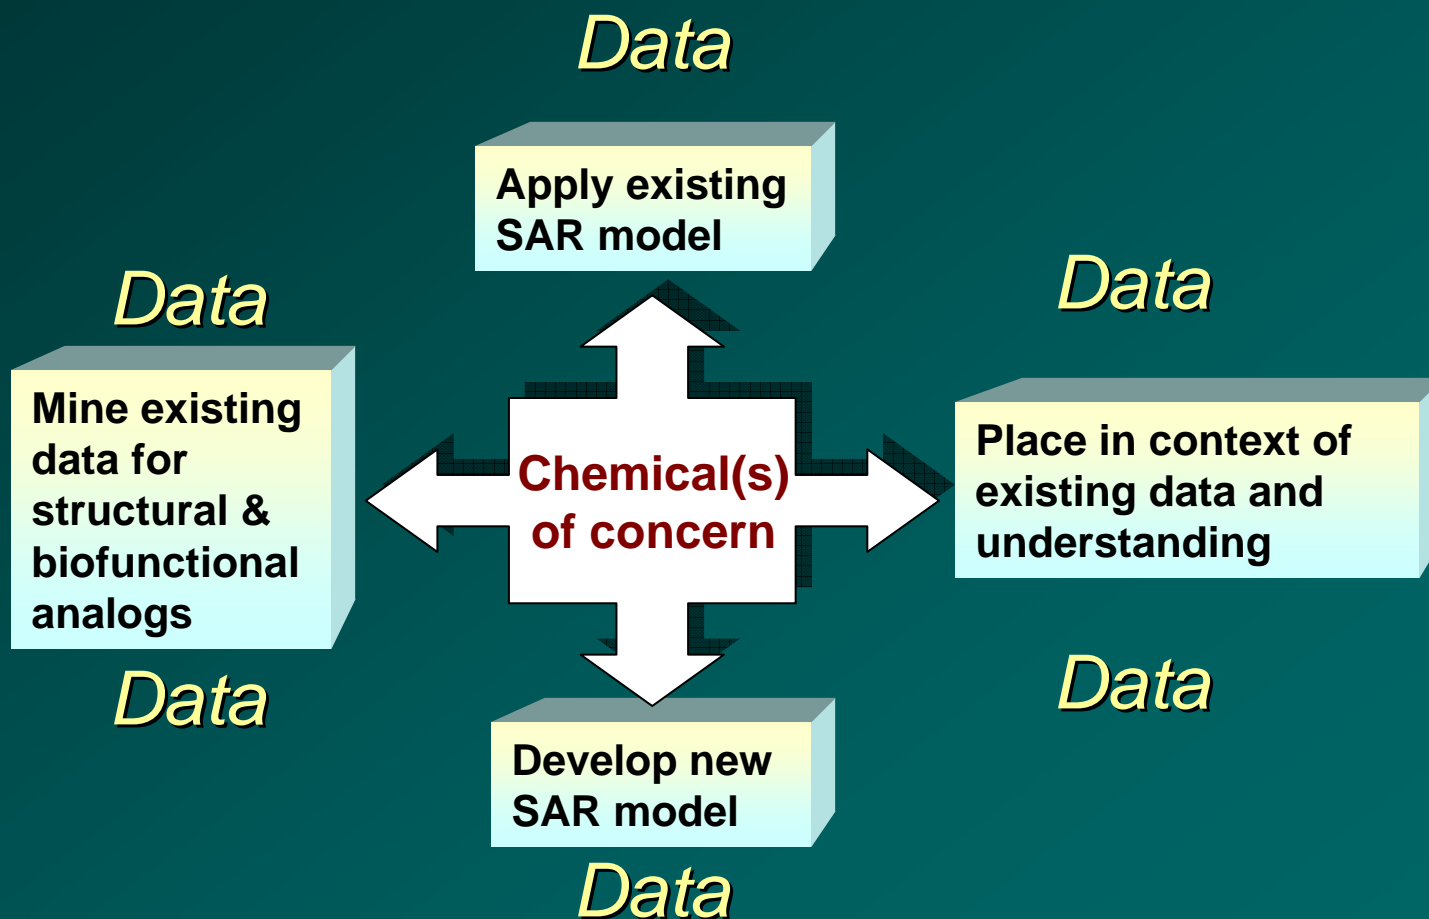 Data
Apply existing
SAR model
Data
Data
Mine existing
data for
structural &
biofunctional
analogs
Chemical(s)
of concern
Place in context of
existing data and
understanding
Data
Data
Develop new
SAR model
Data